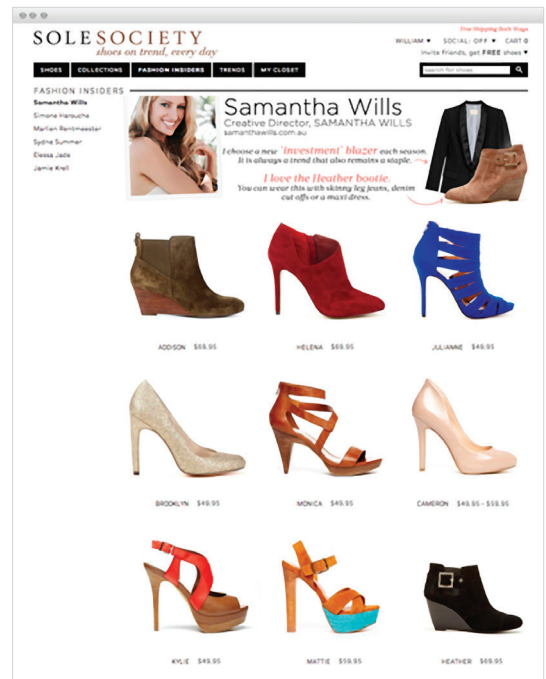 Free Shipping Both Ways
SOLESOCIETY
shoes on trend, every day
WILLIAM ▼ SOCIAL: OFF ▼ CART 0
Invite friends, get FREE shoes ▼
SHOES COLLECTIONS FASHION INSIDERS TRENDS MY CLOSET
search for shoes
FASHION INSIDERS
Samantha Wills
Simone Harouche
Marlien Rentmeester
Sydne Summer
Elessa Jade
Jamie Krell
Samantha Wills
Creative Director, SAMANTHA WILLS
samanthawills.com.au
I choose a new 'investment' blazer each season.
It is always a trend that also remains a staple.
I love the Heather bootie.
You can wear this with skinny leg jeans, denim
cut offs or a maxi dress.
ADDISON $69.95
HELENA $69.95
JULIANNE $49.95
BROOKLYN $49.95
MONICA $49.95
CAMERON $49.95 - $59.95
KYLIE $49.95
MATTIE $59.95
HEATHER $69.95